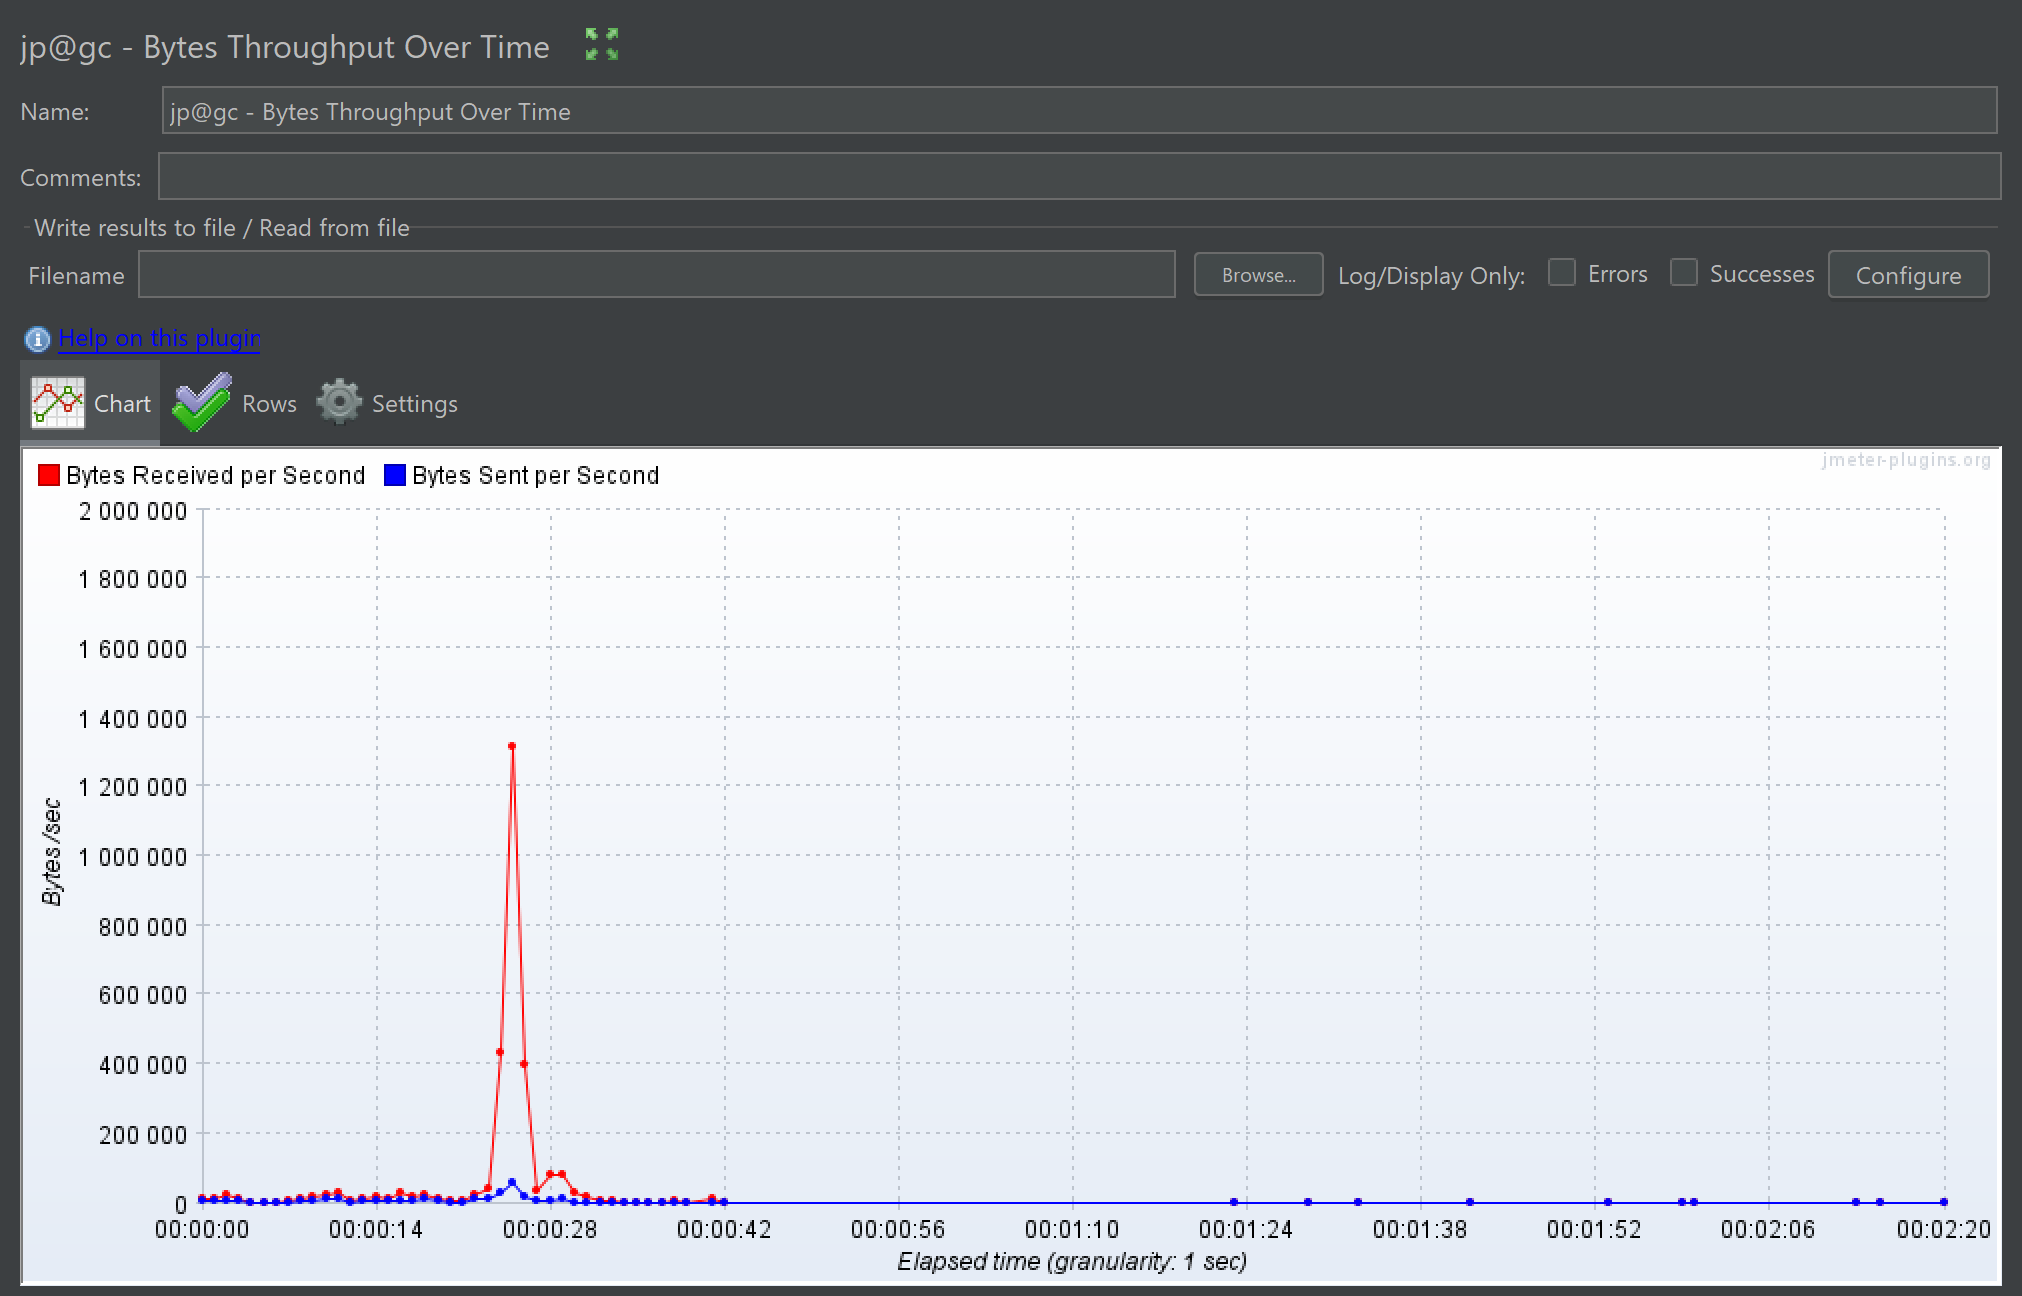 jp@gc - Bytes Throughput Over Time
Name: jp@gc - Bytes Throughput Over Time
Comments:
Write results to file / Read from file
Filename Browse... Log/Display Only: Errors Successes Configure
Help on this plugin
Chart Rows Settings
Bytes Received per Second Bytes Sent per Second
jmeter-plugins.org
2 000 000
1 800 000
1 600 000
1 400 000
1 200 000
1 000 000
800 000
600 000
400 000
200 000
0
Bytes /sec
00:00:00 00:00:14 00:00:28 00:00:42 00:00:56 00:01:10 00:01:24 00:01:38 00:01:52 00:02:06 00:02:20
Elapsed time (granularity: 1 sec)